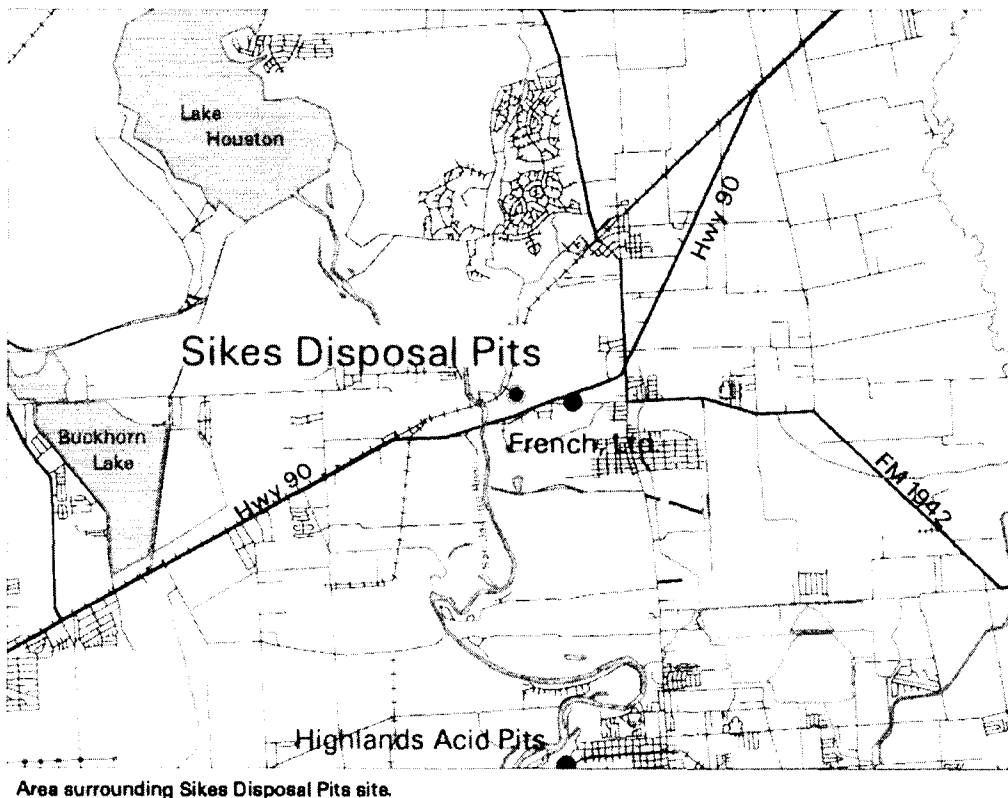 Lake
Houston
Hwy 90
Sikes Disposal Pits
Buckhorn
Lake
French, Ltd.
Hwy 90
FM 1942
Highlands Acid Pits
Area surrounding Sikes Disposal Pits site.